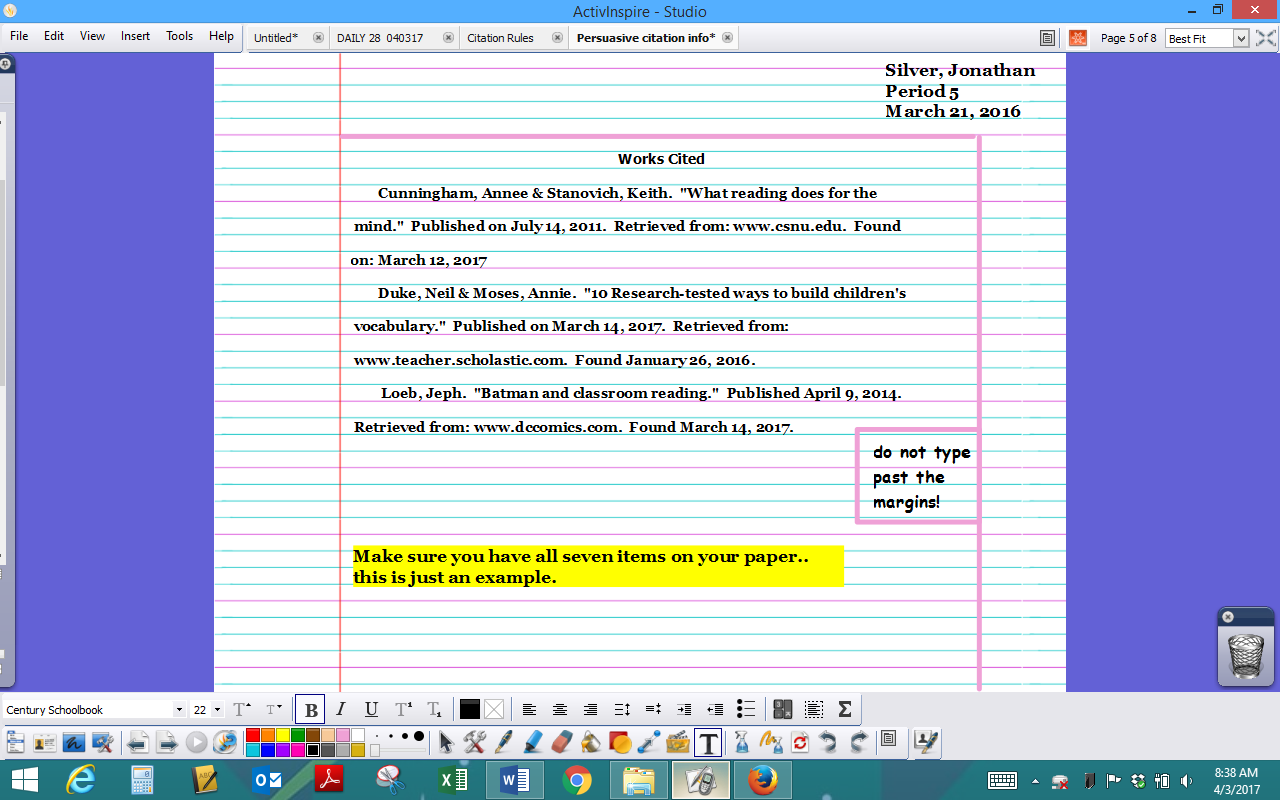 ActivInspire - Studio
File Edit View Insert Tools Help
Untitled* DAILY 28 040317 Citation Rules Persuasive citation info*
Page 5 of 8 Best Fit
Silver, Jonathan
Period 5
March 21, 2016
Works Cited
Cunningham, Annee & Stanovich, Keith. "What reading does for the
mind." Published on July 14, 2011. Retrieved from: www.csnu.edu. Found
on: March 12, 2017
Duke, Neil & Moses, Annie. "10 Research-tested ways to build children's
vocabulary." Published on March 14, 2017. Retrieved from:
www.teacher.scholastic.com. Found January 26, 2016.
Loeb, Jeph. "Batman and classroom reading." Published April 9, 2014.
Retrieved from: www.dccomics.com. Found March 14, 2017.
do not type
past the
margins!
Make sure you have all seven items on your paper..
this is just an example.
Century Schoolbook 22 B I U
8:38 AM
4/3/2017